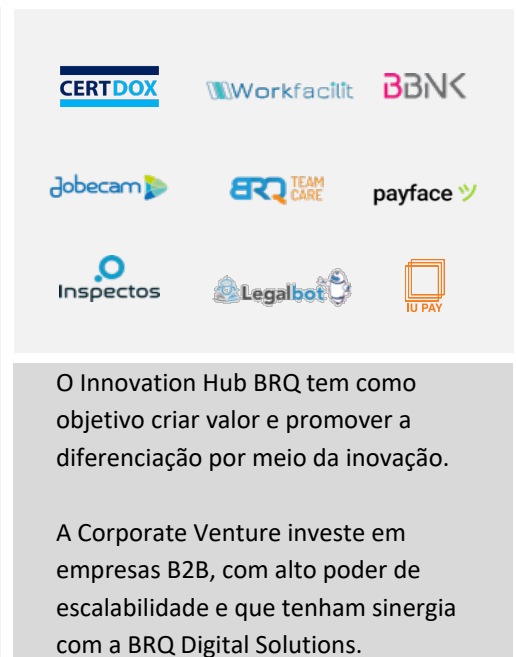 CERTDOX
Workfacilit
BBNK
Jobecam
BRQ TEAM CARE
payface ツ
Inspectos
Legalbot
IU PAY
O Innovation Hub BRQ tem como
objetivo criar valor e promover a
diferenciação por meio da inovação.
A Corporate Venture investe em
empresas B2B, com alto poder de
escalabilidade e que tenham sinergia
com a BRQ Digital Solutions.